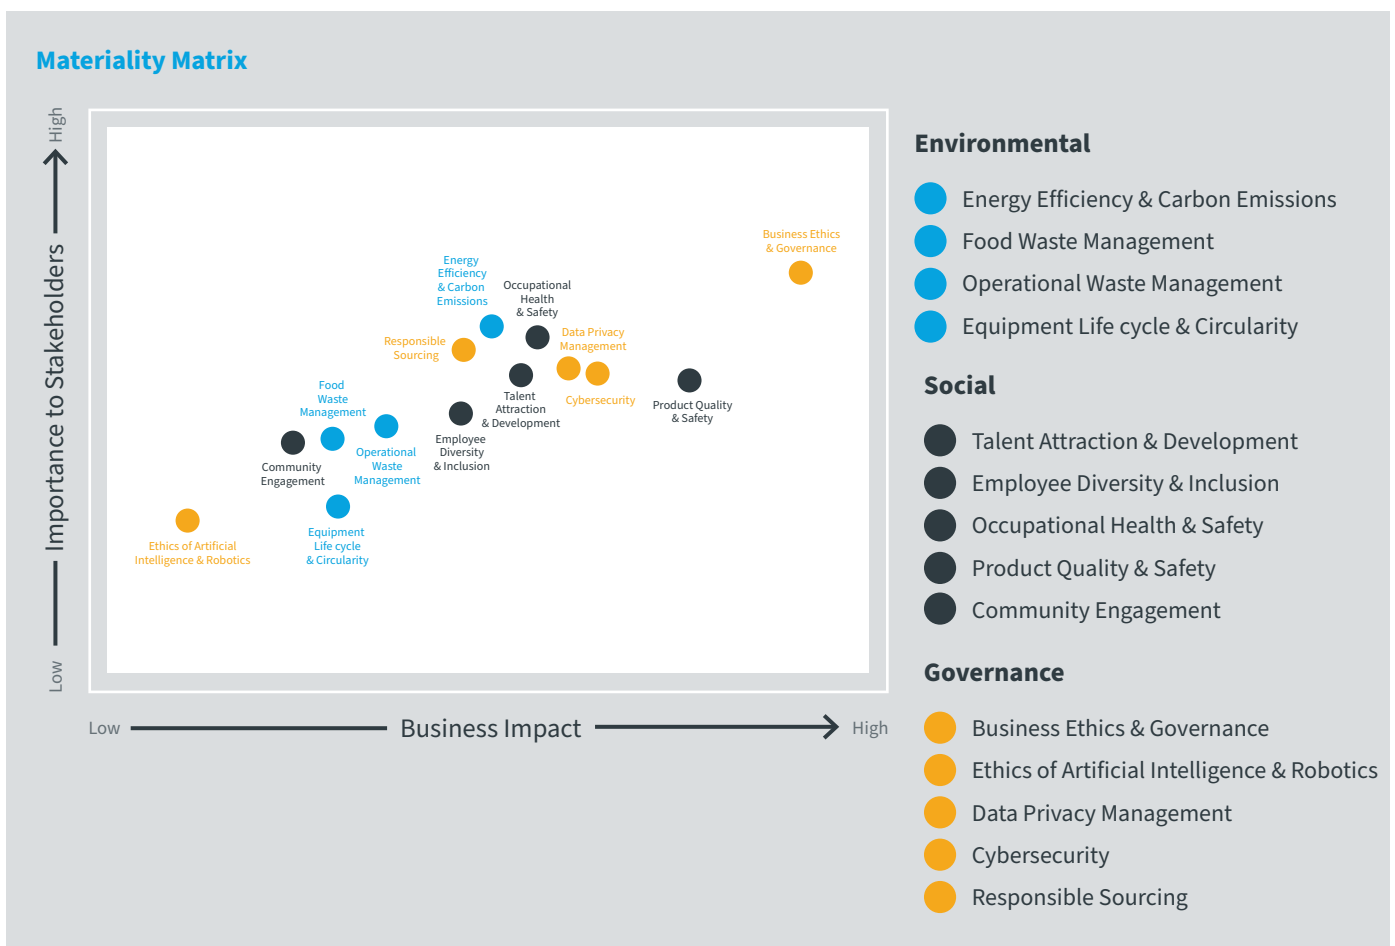 Materiality Matrix
High
Importance to Stakeholders
Low
Business Ethics
& Governance
Energy
Efficiency
& Carbon
Emissions
Occupational
Health
& Safety
Data Privacy
Management
Responsible
Sourcing
Cybersecurity
Product Quality
& Safety
Talent
Attraction
& Development
Food
Waste
Management
Employee
Diversity
& Inclusion
Operational
Waste
Management
Community
Engagement
Equipment
Life cycle
& Circularity
Ethics of Artificial
Intelligence & Robotics
Low
Business Impact
High
Environmental
Energy Efficiency & Carbon Emissions
Food Waste Management
Operational Waste Management
Equipment Life cycle & Circularity
Social
Talent Attraction & Development
Employee Diversity & Inclusion
Occupational Health & Safety
Product Quality & Safety
Community Engagement
Governance
Business Ethics & Governance
Ethics of Artificial Intelligence & Robotics
Data Privacy Management
Cybersecurity
Responsible Sourcing